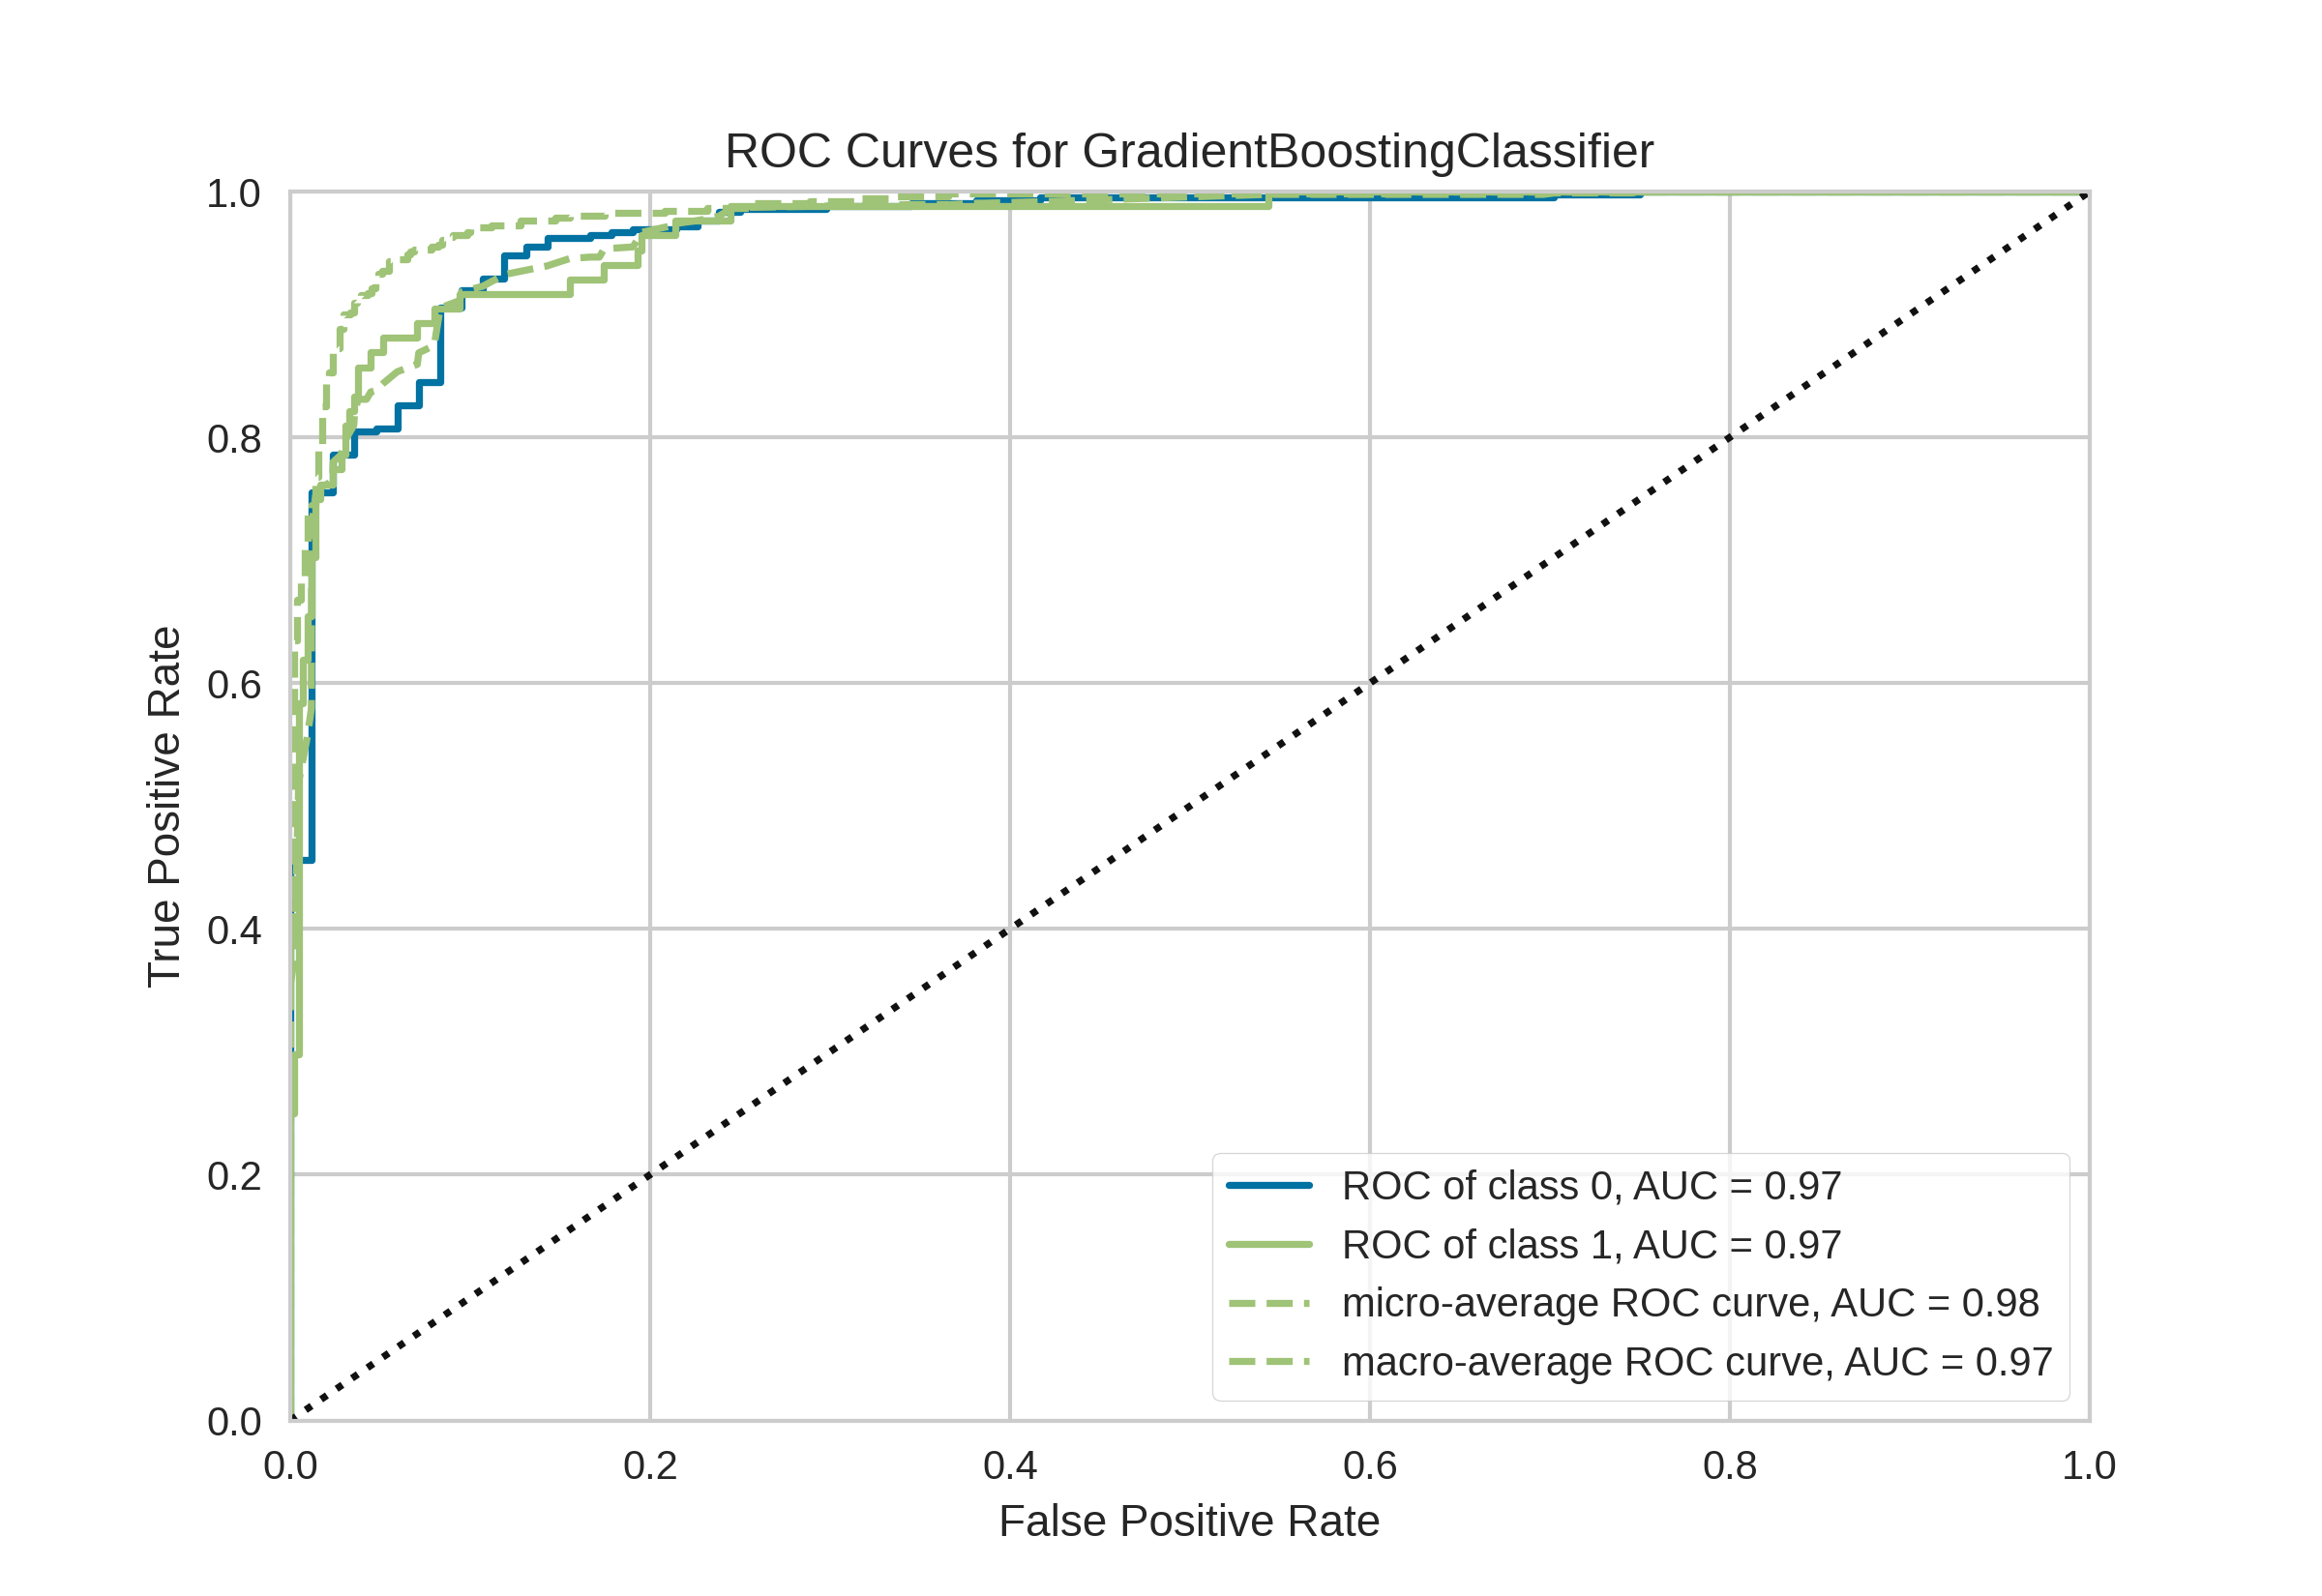 ROC Curves for GradientBoostingClassifier
1.0
0.8
0.6
0.4
0.2
0.0
True Positive Rate
ROC of class 0, AUC = 0.97
ROC of class 1, AUC = 0.97
micro-average ROC curve, AUC = 0.98
macro-average ROC curve, AUC = 0.97
0.0 0.2 0.4 0.6 0.8 1.0
False Positive Rate